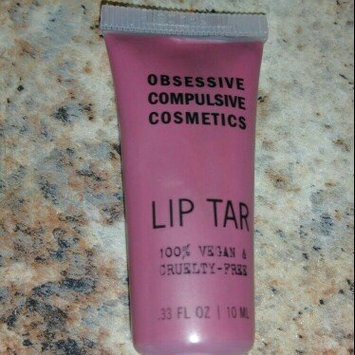 OBSESSIVE
COMPULSIVE
COSMETICS
LIP TAR
100% VEGAN &
CRUELTY-FREE
.33 FL OZ | 10 ML